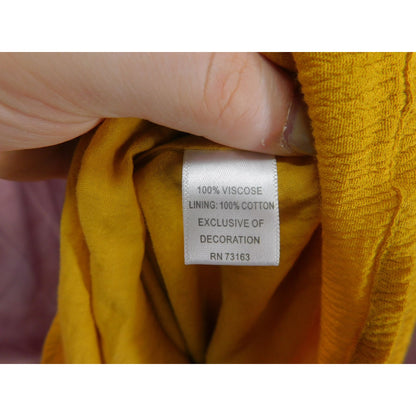 100% VISCOSE
LINING: 100% COTTON
EXCLUSIVE OF
DECORATION
RN 73163